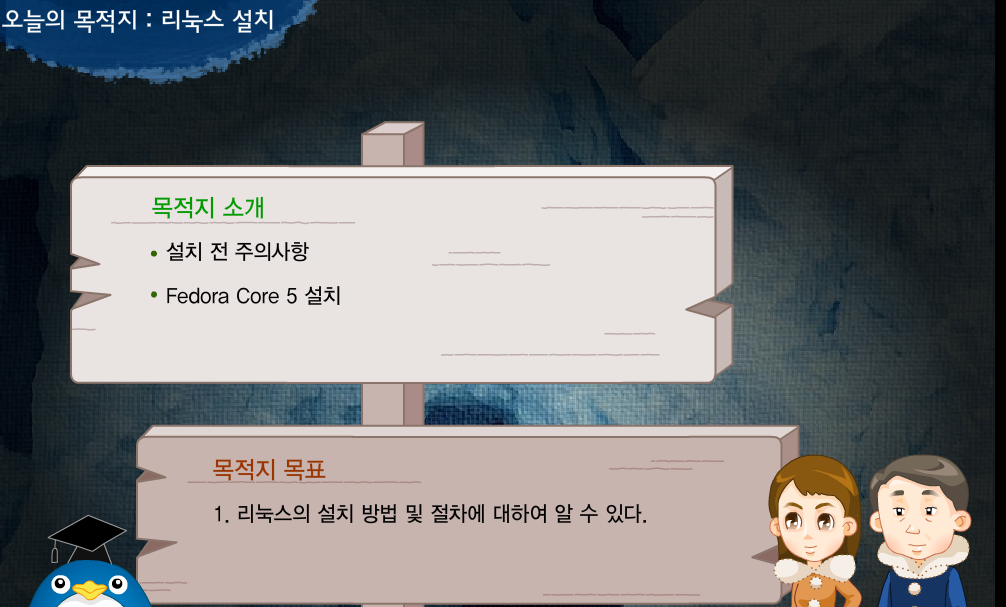 오늘의 목적지 : 리눅스 설치
목적지 소개
• 설치 전 주의사항
• Fedora Core 5 설치
목적지 목표
1. 리눅스의 설치 방법 및 절차에 대하여 알 수 있다.